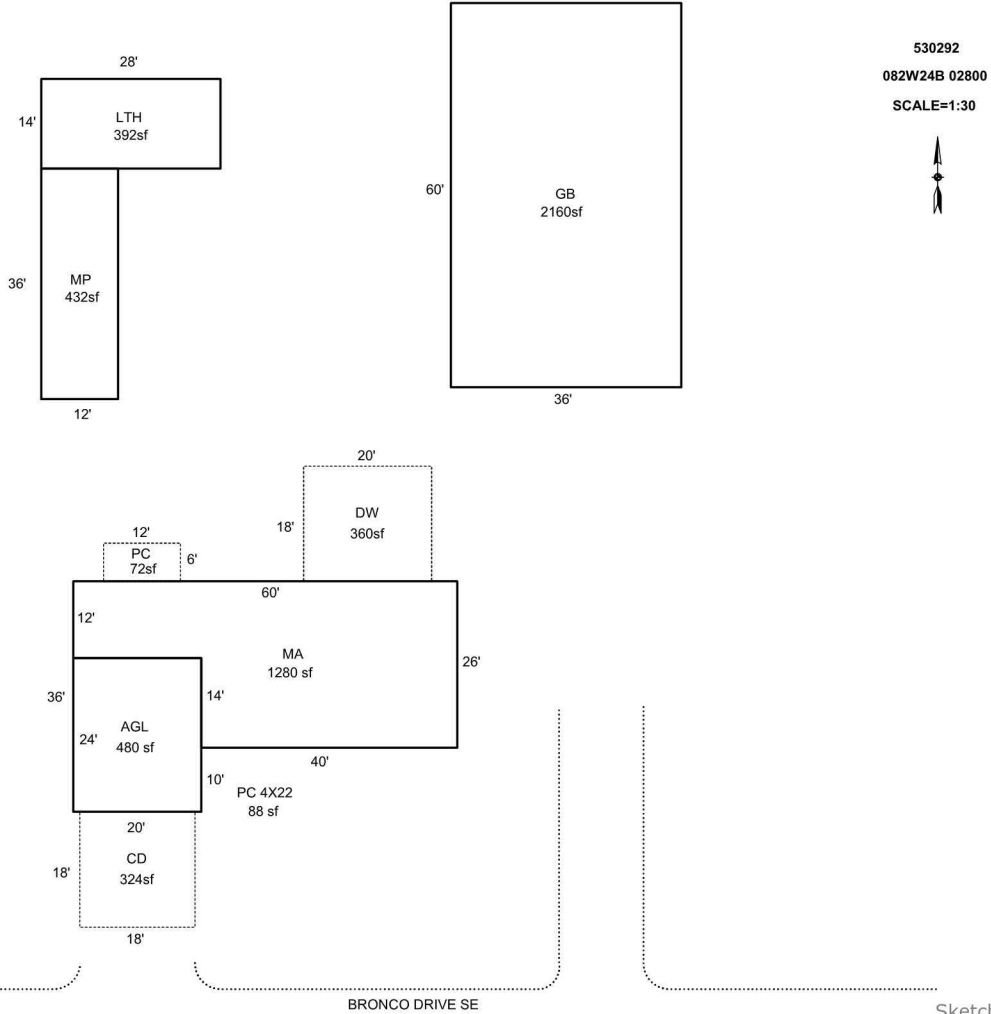 530292
082W24B 02800
SCALE=1:30
28'
14'
LTH
392sf
36'
MP
432sf
12'
60'
GB
2160sf
36'
20'
18'
DW
360sf
12'
PC
72sf
6'
60'
12'
MA
1280 sf
26'
36'
14'
AGL
480 sf
24'
40'
10'
PC 4X22
88 sf
20'
CD
324sf
18'
18'
BRONCO DRIVE SE
Sketch